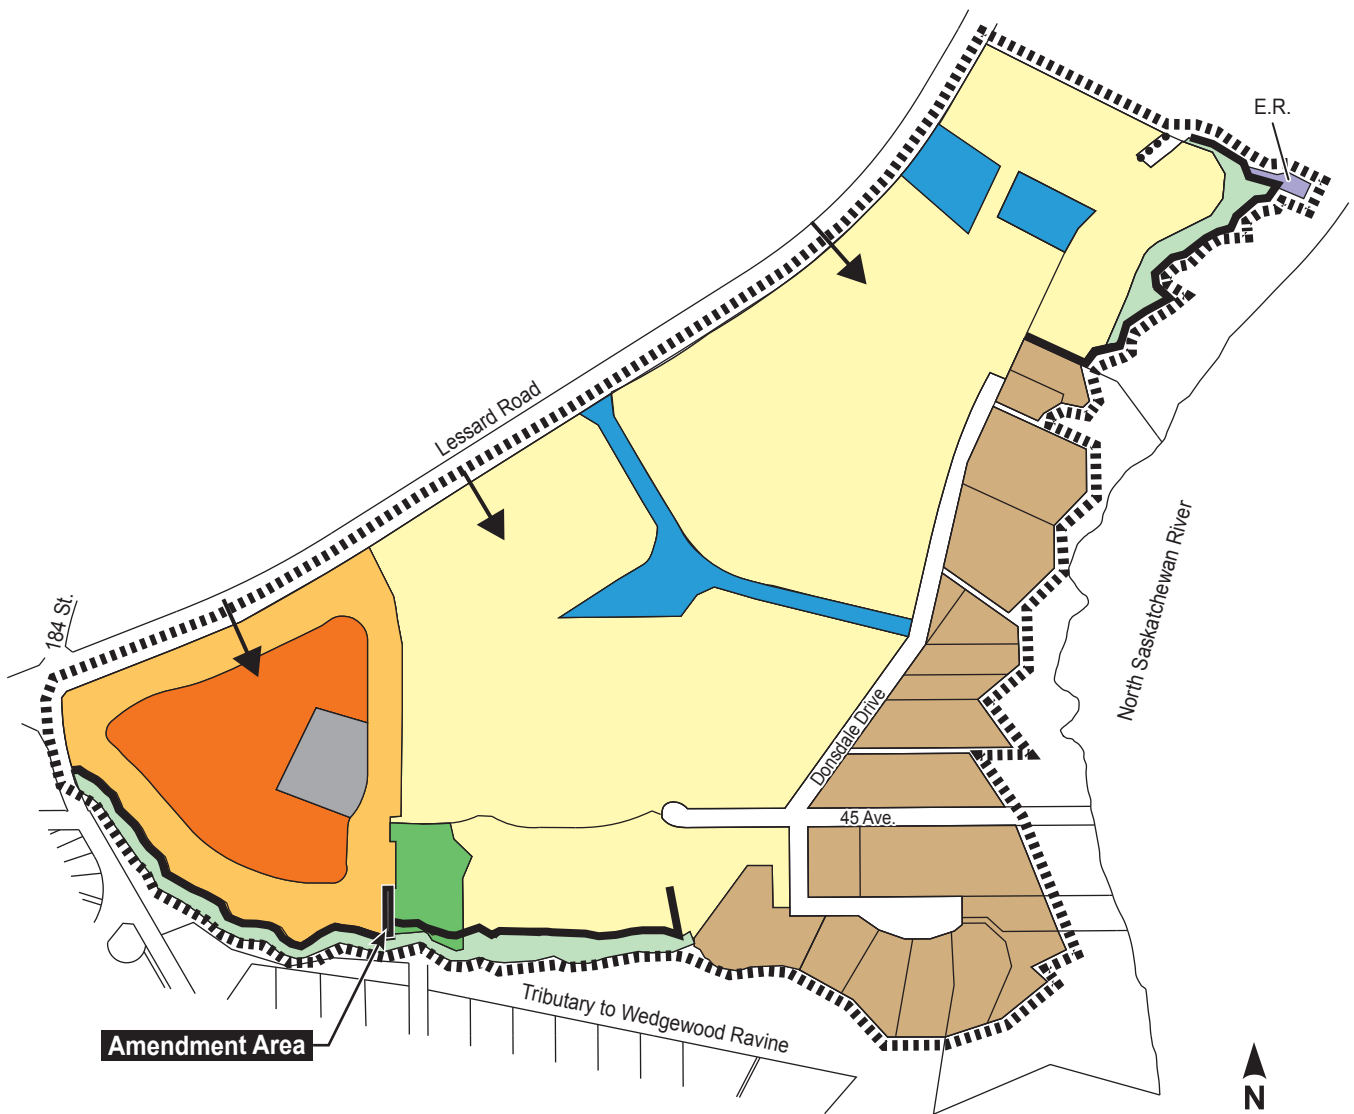 E.R.
Lessard Road
184 St.
North Saskatchewan River
Donsdale Drive
45 Ave.
Tributary to Wedgewood Ravine
Amendment Area
N